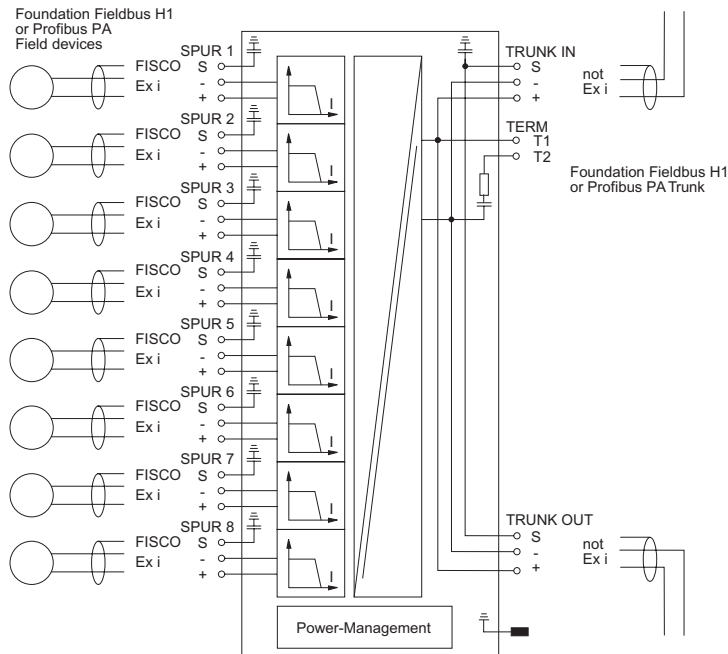 Foundation Fieldbus H1
or Profibus PA
Field devices
SPUR 1
FISCO S
Ex i -
+
I
SPUR 2
FISCO S
Ex i -
+
I
SPUR 3
FISCO S
Ex i -
+
I
SPUR 4
FISCO S
Ex i -
+
I
SPUR 5
FISCO S
Ex i -
+
I
SPUR 6
FISCO S
Ex i -
+
I
SPUR 7
FISCO S
Ex i -
+
I
SPUR 8
FISCO S
Ex i -
+
I
Power-Management
TRUNK IN
S
-
+
not
Ex i
TERM
T1
T2
Foundation Fieldbus H1
or Profibus PA Trunk
TRUNK OUT
S
-
+
not
Ex i